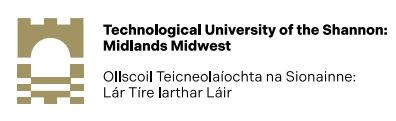 Technological University of the Shannon:
Midlands Midwest
Ollscoil Teicneolaíochta na Sionainne:
Lár Tíre Iarthar Láir